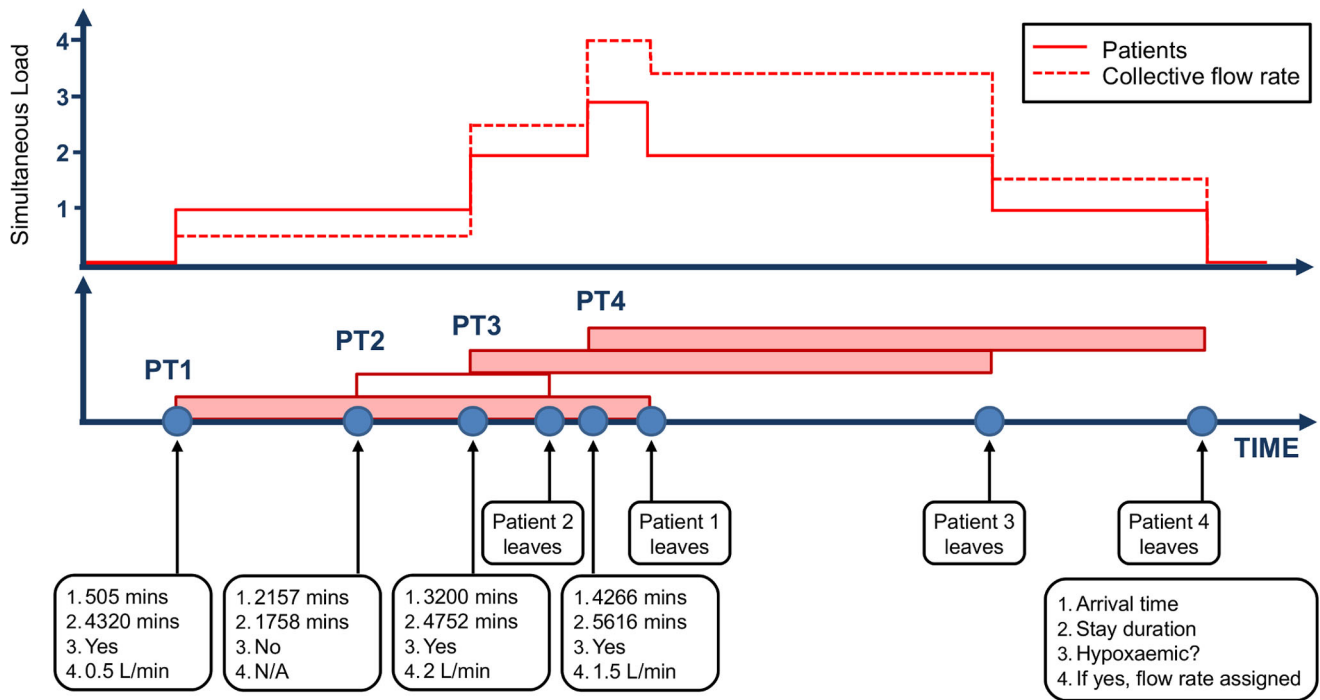 Simultaneous Load
4
3
2
1
Patients
Collective flow rate
PT1
PT2
PT3
PT4
TIME
Patient 2
leaves
Patient 1
leaves
Patient 3
leaves
Patient 4
leaves
1. 505 mins
2. 4320 mins
3. Yes
4. 0.5 L/min
1. 2157 mins
2. 1758 mins
3. No
4. N/A
1. 3200 mins
2. 4752 mins
3. Yes
4. 2 L/min
1. 4266 mins
2. 5616 mins
3. Yes
4. 1.5 L/min
1. Arrival time
2. Stay duration
3. Hypoxaemic?
4. If yes, flow rate assigned